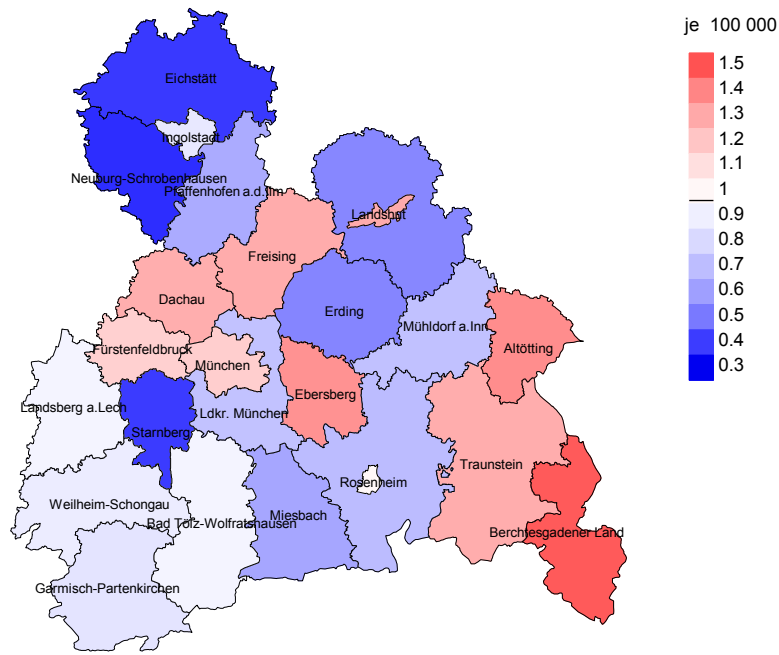 je 100 000
1.5
1.4
1.3
1.2
1.1
1
0.9
0.8
0.7
0.6
0.5
0.4
0.3
Eichstätt
Ingolstadt
Neuburg-Schrobenhausen
Pfaffenhofen a.d.Ilm
Landshut
Freising
Dachau
Erding
Mühldorf a.Inn
Altötting
Fürstenfeldbruck
München
Ebersberg
Landsberg a.Lech
Ldkr. München
Starnberg
Traunstein
Rosenheim
Weilheim-Schongau
Miesbach
Bad Tölz-Wolfratshausen
Berchtesgadener Land
Garmisch-Partenkirchen